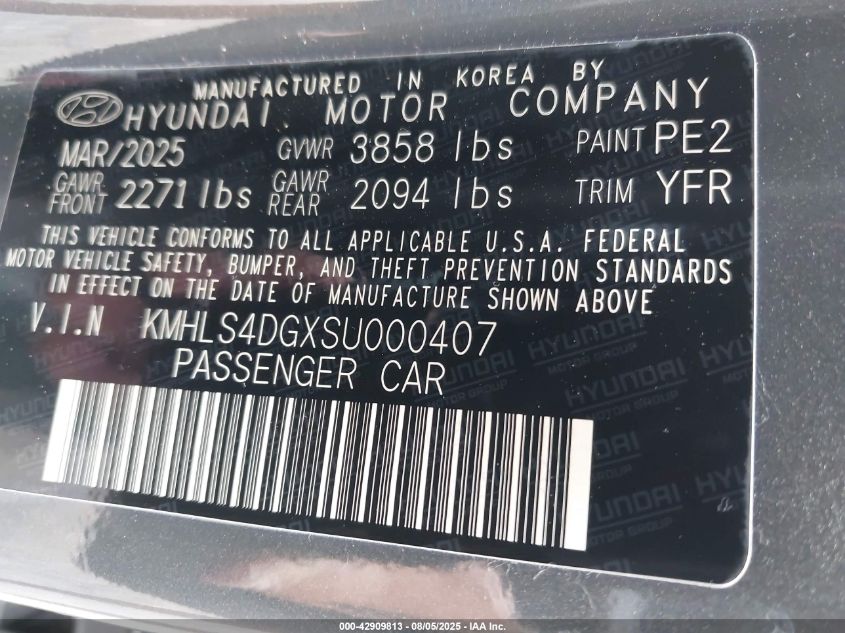 MANUFACTURED IN KOREA BY
HYUNDAI MOTOR COMPANY
MAR/2025 GVWR 3858 lbs PAINT PE2
GAWR FRONT 2271 lbs GAWR REAR 2094 lbs TRIM YFR
THIS VEHICLE CONFORMS TO ALL APPLICABLE U.S.A. FEDERAL
MOTOR VEHICLE SAFETY, BUMPER, AND THEFT PREVENTION STANDARDS
IN EFFECT ON THE DATE OF MANUFACTURE SHOWN ABOVE
V.I.N KMHLS4DGXSU000407
PASSENGER CAR
HYUNDAI
MOTOR GROUP
000-42909813 - 08/05/2025 - IAA Inc.